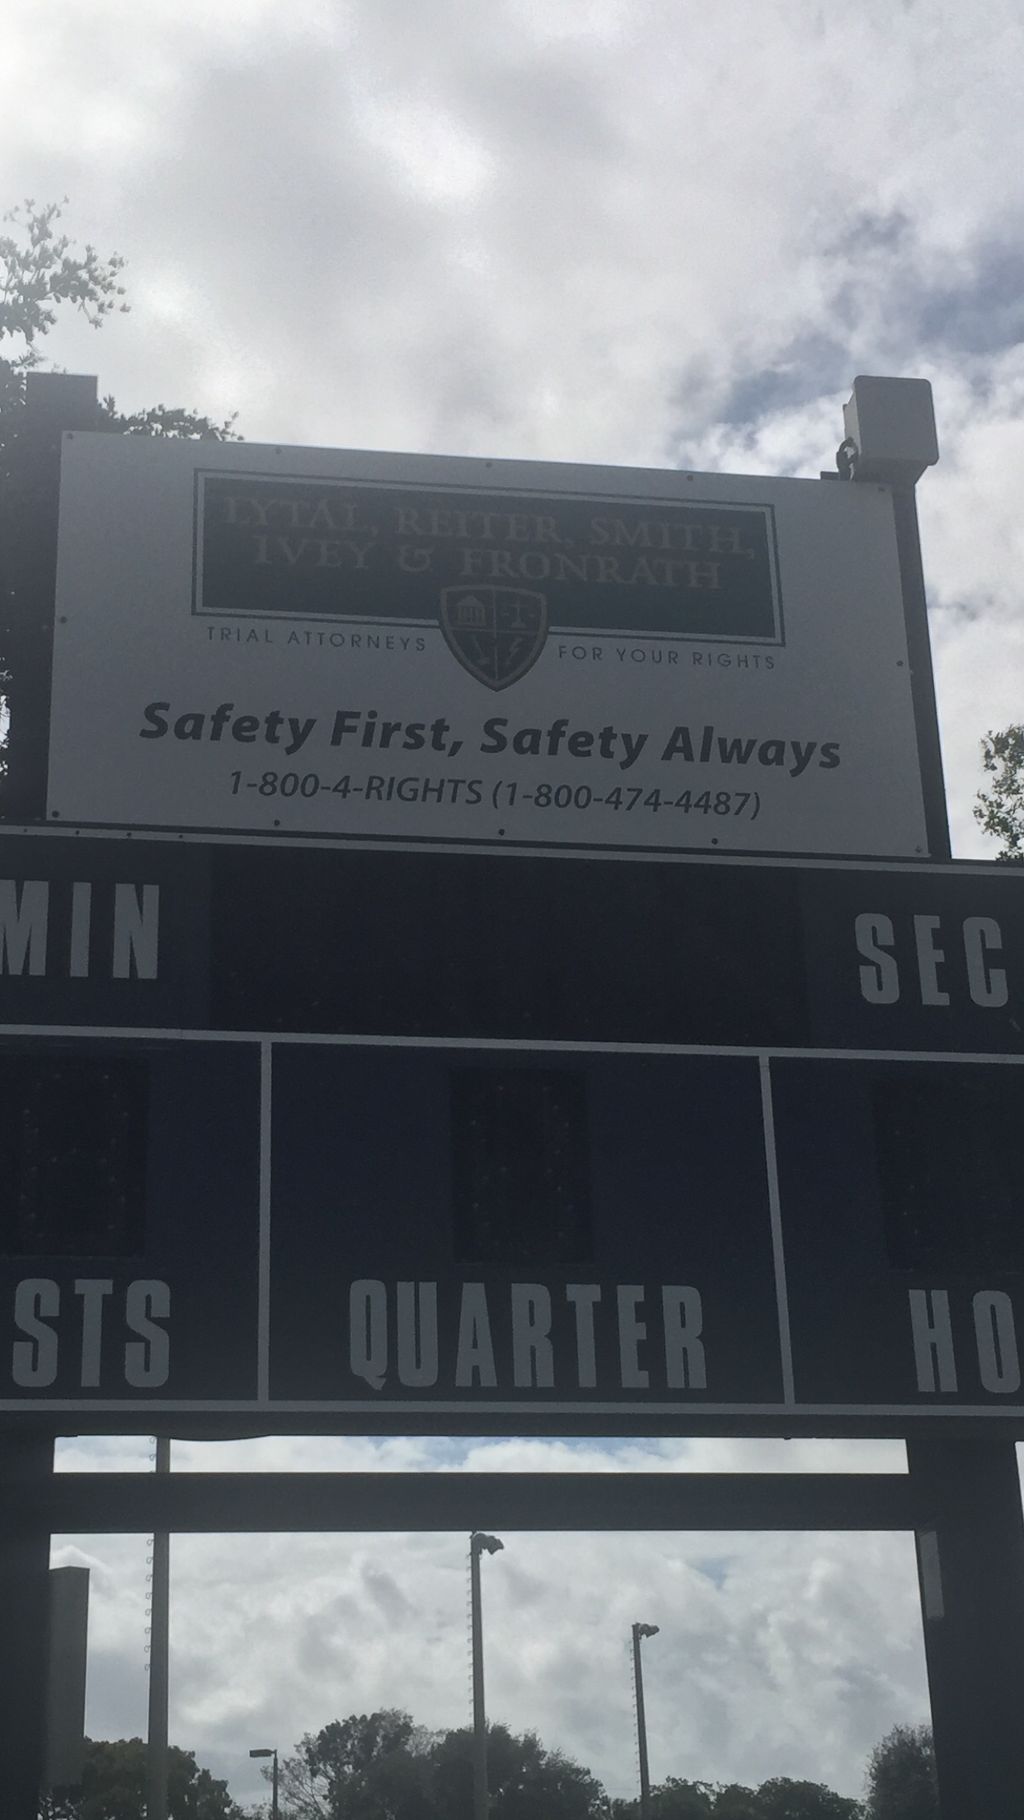 LYTAL, REITER, SMITH,
IVEY & FRONRATH
TRIAL ATTORNEYS FOR YOUR RIGHTS
Safety First, Safety Always
1-800-4-RIGHTS (1-800-474-4487)
MIN SEC
STS QUARTER HO